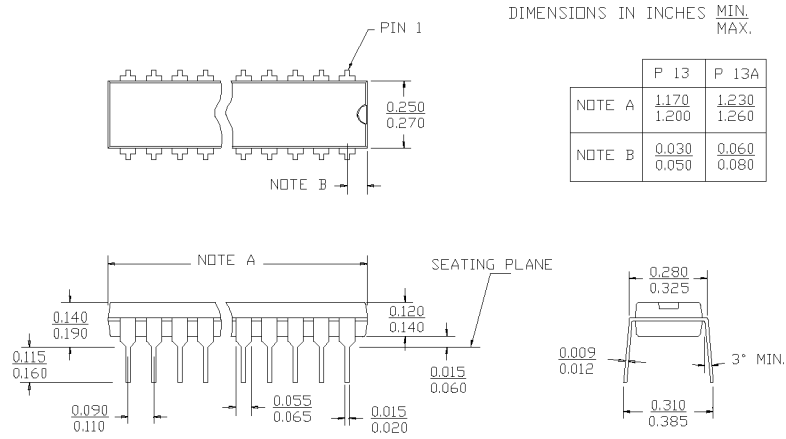 DIMENSIONS IN INCHES MIN.
MAX.
PIN 1
P 13 P 13A
NOTE A 1.170 1.230
1.200 1.260
NOTE B 0.030 0.060
0.050 0.080
0.250
0.270
NOTE B
NOTE A
SEATING PLANE
0.280
0.325
0.140
0.190
0.120
0.140
0.115
0.160
0.015
0.060
0.009
0.012
3° MIN.
0.090
0.110
0.055
0.065
0.015
0.020
0.310
0.385